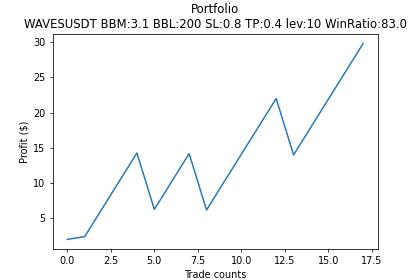 Portfolio
WAVESUSDT BBM:3.1 BBL:200 SL:0.8 TP:0.4 lev:10 WinRatio:83.0
30
25
20
15
10
5
Profit ($)
0.0 2.5 5.0 7.5 10.0 12.5 15.0 17.5
Trade counts